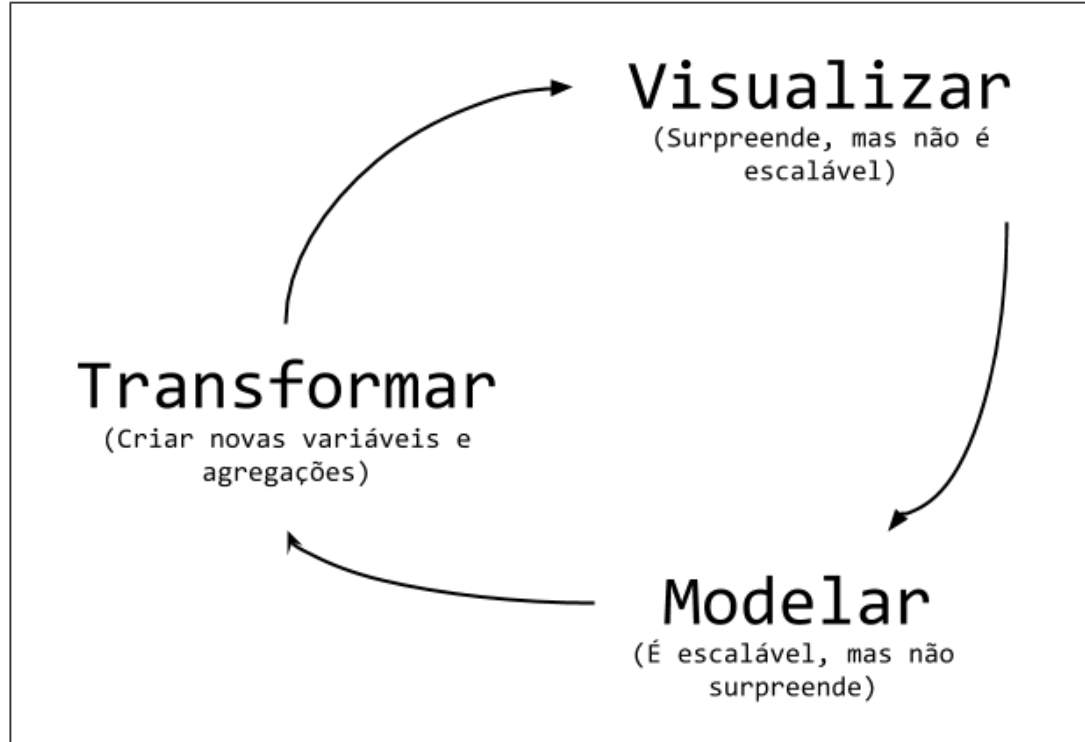 Visualizar
(Surpreende, mas não é
escalável)
Transformar
(Criar novas variáveis e
agregações)
Modelar
(É escalável, mas não
surpreende)